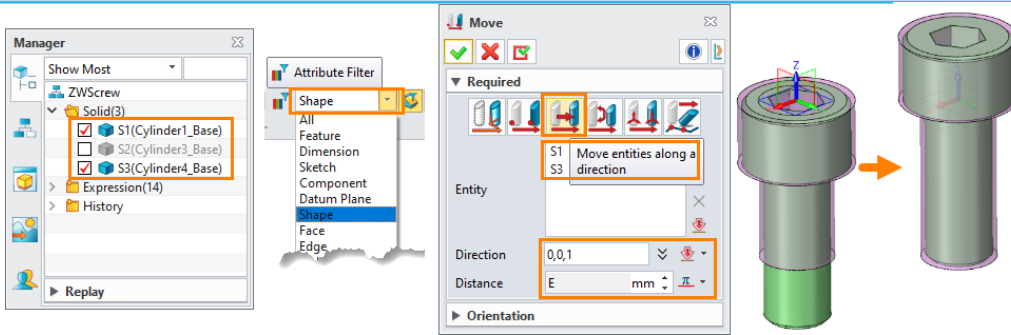 Manager
Show Most
ZWScrew
Solid(3)
S1(Cylinder1_Base)
S2(Cylinder3_Base)
S3(Cylinder4_Base)
Expression(14)
History
Replay
Attribute Filter
Shape
All
Feature
Dimension
Sketch
Component
Datum Plane
Shape
Face
Edge
Move
Required
S1
S3
Move entities along a
direction
Entity
Direction 0,0,1
Distance E mm π
Orientation
Z